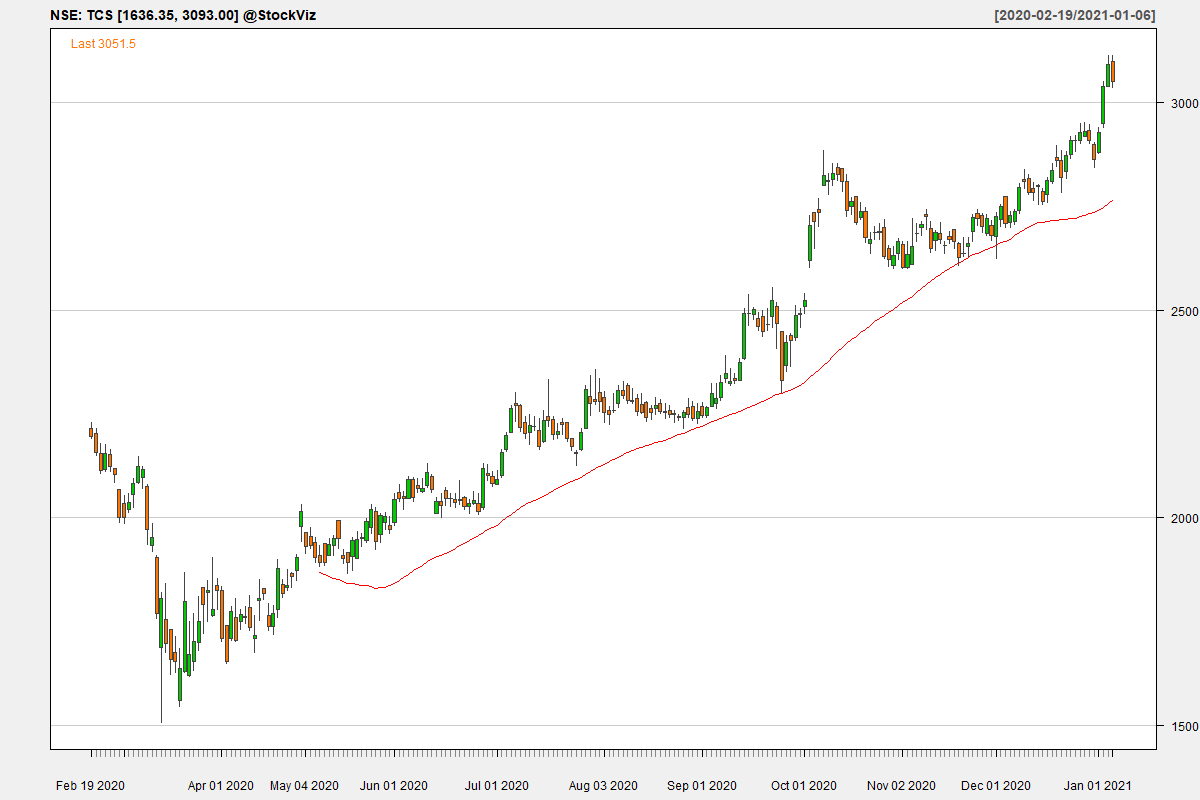 NSE: TCS [1636.35, 3093.00] @StockViz
[2020-02-19/2021-01-06]
Last 3051.5
3000
2500
2000
1500
Feb 19 2020 Apr 01 2020 May 04 2020 Jun 01 2020 Jul 01 2020 Aug 03 2020 Sep 01 2020 Oct 01 2020 Nov 02 2020 Dec 01 2020 Jan 01 2021